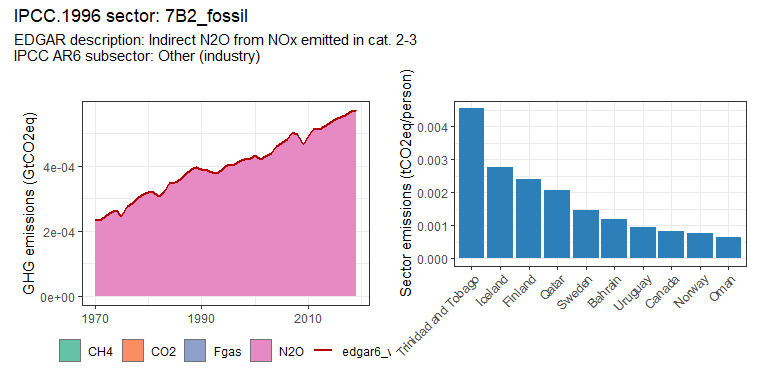 IPCC.1996 sector: 7B2_fossil
EDGAR description: Indirect N2O from NOx emitted in cat. 2-3
IPCC AR6 subsector: Other (industry)
GHG emissions (GtCO2eq)
4e-04
2e-04
0e+00
1970
1990
2010
CH4
CO2
Fgas
N2O
edgar6_v
Sector emissions (tCO2eq/person)
0.004
0.003
0.002
0.001
0.000
Trinidad and Tobago
Iceland
Finland
Qatar
Sweden
Bahrain
Uruguay
Canada
Norway
Oman